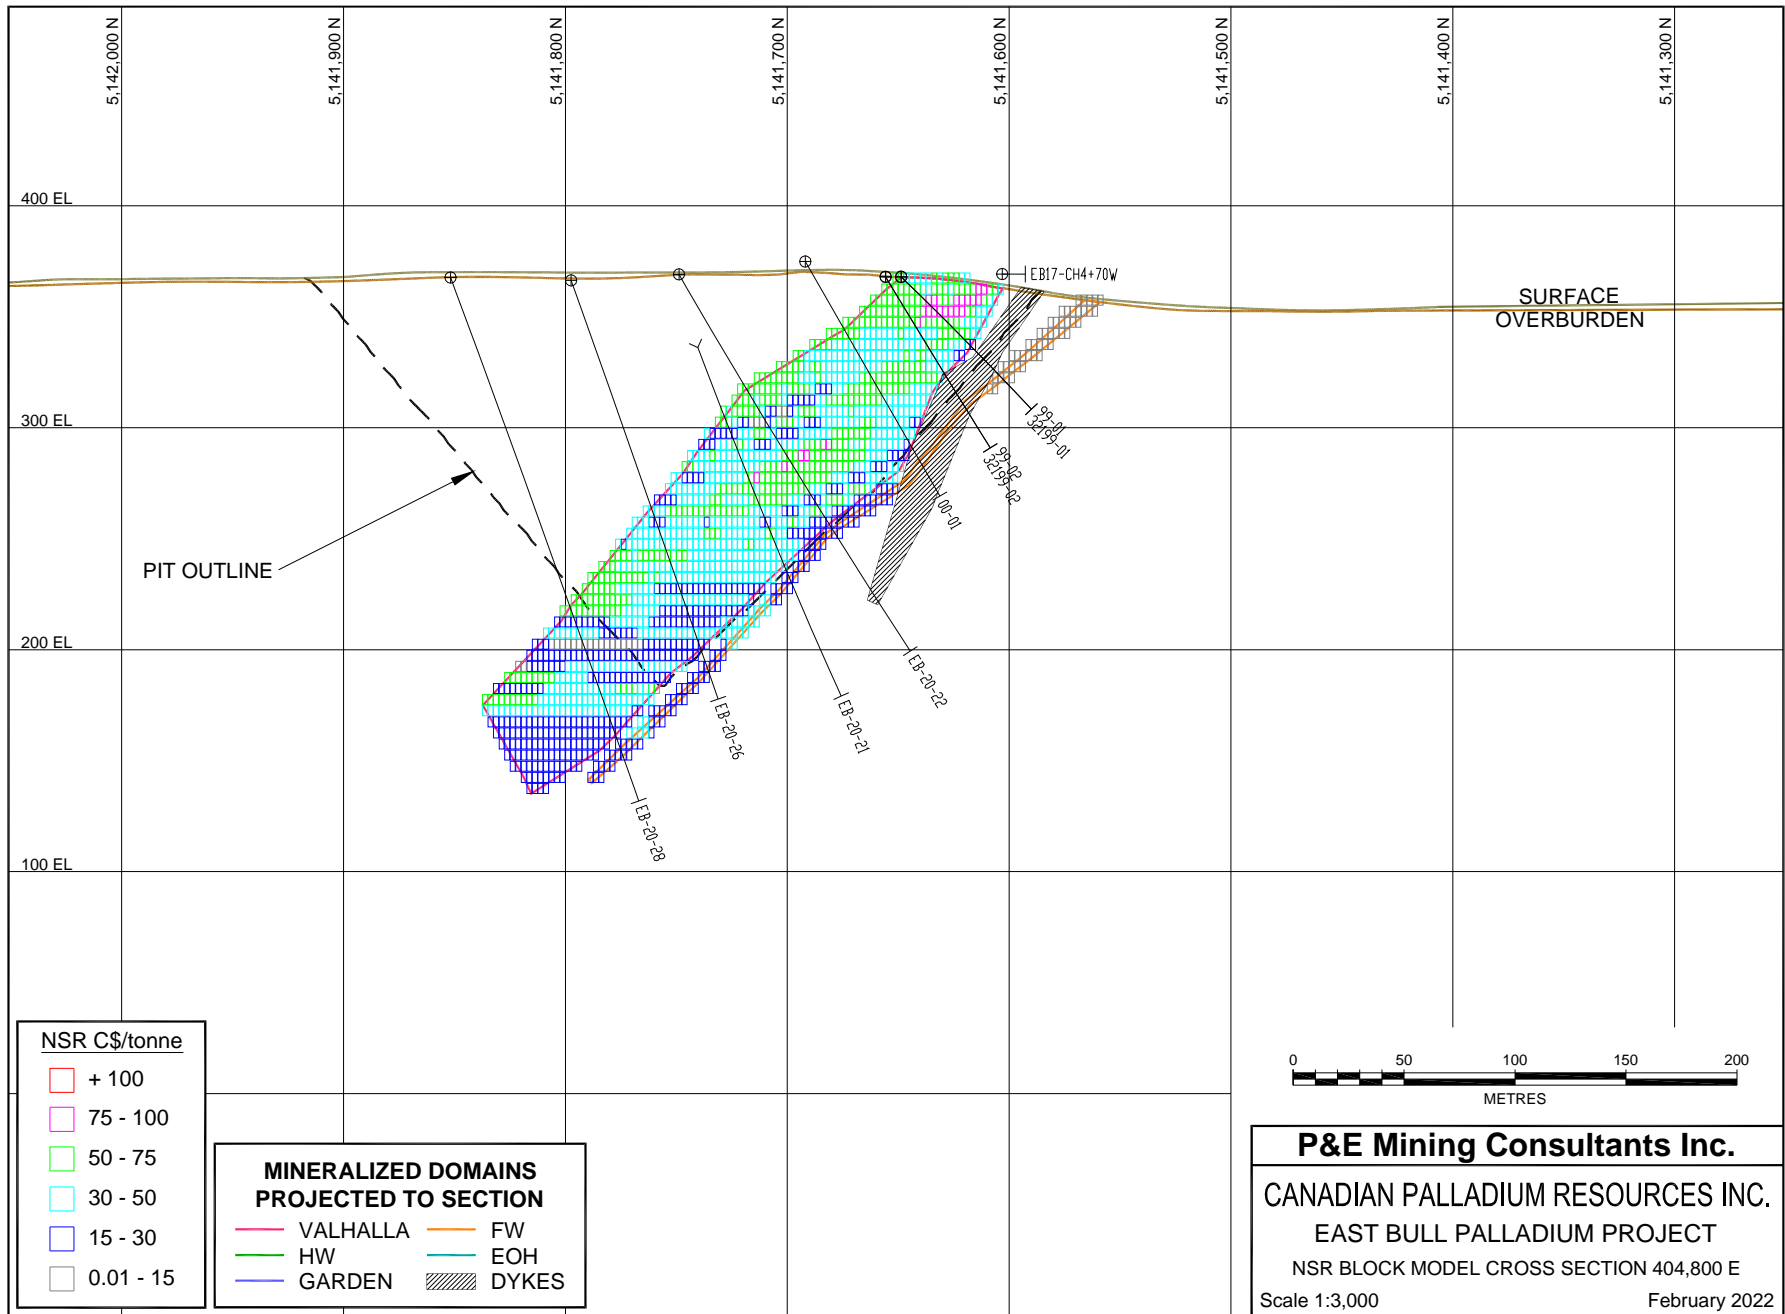 5,142,000 N
5,141,900 N
5,141,800 N
5,141,700 N
5,141,600 N
5,141,500 N
5,141,400 N
5,141,300 N
400 EL
300 EL
200 EL
100 EL
EB17-CH4+70W
SURFACE
OVERBURDEN
99-01
32199-01
99-02
32199-02
00-01
EB-20-22
EB-20-21
EB-20-26
EB-20-28
PIT OUTLINE
NSR C$/tonne
+ 100
75 - 100
50 - 75
30 - 50
15 - 30
0.01 - 15
MINERALIZED DOMAINS
PROJECTED TO SECTION
VALHALLA
FW
HW
EOH
GARDEN
DYKES
0 50 100 150 200
METRES
P&E Mining Consultants Inc.
CANADIAN PALLADIUM RESOURCES INC.
EAST BULL PALLADIUM PROJECT
NSR BLOCK MODEL CROSS SECTION 404,800 E
Scale 1:3,000 February 2022